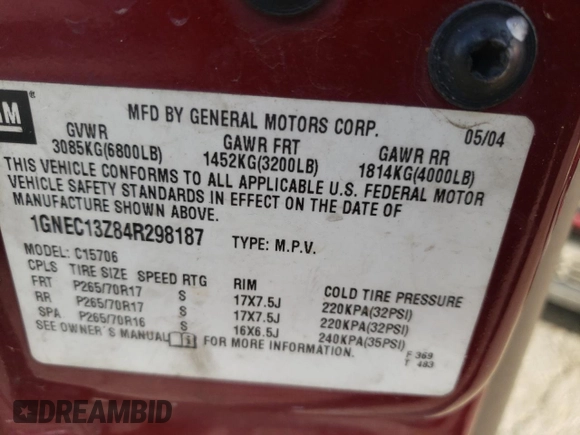 GM®
MFD BY GENERAL MOTORS CORP. 05/04
GVWR GAWR FRT GAWR RR
3085KG(6800LB) 1452KG(3200LB) 1814KG(4000LB)
THIS VEHICLE CONFORMS TO ALL APPLICABLE U.S. FEDERAL MOTOR
VEHICLE SAFETY STANDARDS IN EFFECT ON THE DATE OF
MANUFACTURE SHOWN ABOVE.
1GNEC13Z84R298187 TYPE: M.P.V.
MODEL: C15706
CPLS TIRE SIZE SPEED RTG RIM COLD TIRE PRESSURE
FRT P265/70R17 S 17X7.5J 220KPA(32PSI)
RR P265/70R17 S 17X7.5J 220KPA(32PSI)
SPA P265/70R16 S 16X6.5J 240KPA(35PSI)
SEE OWNER'S MANUAL FOR MORE INFORMATION.
F 369
T 483
DREAMBID